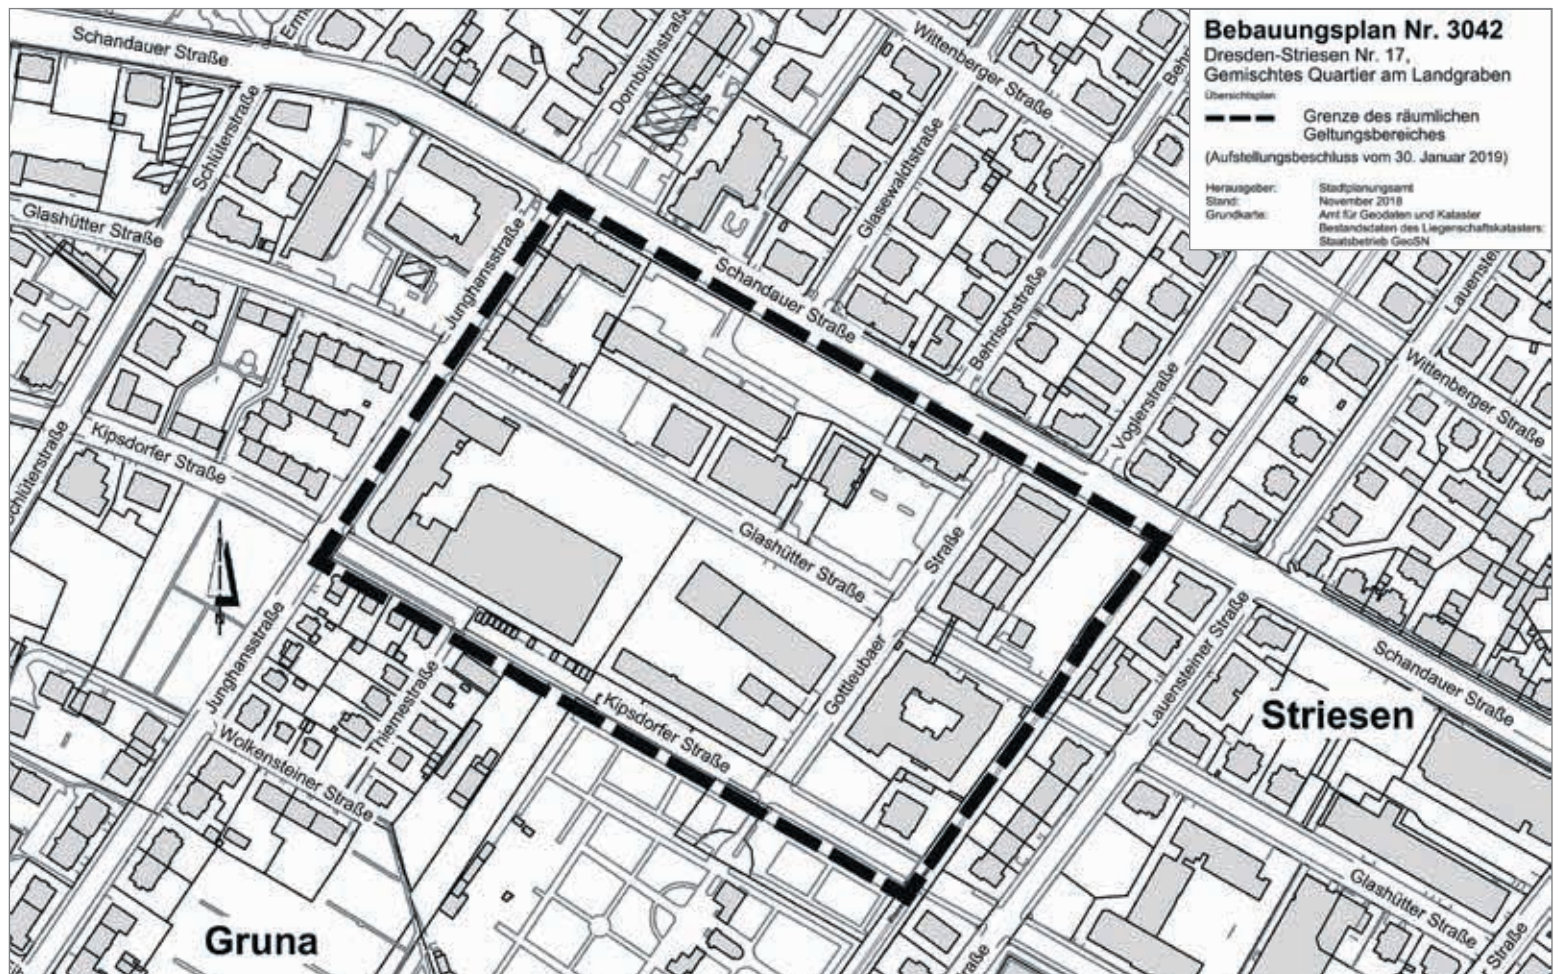 Bebauungsplan Nr. 3042
Dresden-Striesen Nr. 17,
Gemischtes Quartier am Landgraben
Übersichtsplan
Grenze des räumlichen
Geltungsbereiches
(Aufstellungsbeschluss vom 30. Januar 2019)
Herausgeber: Stadtplanungsamt
Stand: November 2018
Grundkarte: Amt für Geodaten und Kataster
Bestandsdaten des Liegenschaftskatasters:
Staatsbetrieb GeoSN
Schandauer Straße
Dornblüthstraße
Wittenberger Straße
Schlüterstraße
Glasewaldtstraße
Glashütter Straße
Junghansstraße
Schandauer Straße
Behrischstraße
Wittenberger Straße
Voglerstraße
Kipsdorfer Straße
Schlüterstraße
Glashütter Straße
Straße
Gottleubaer
Junghansstraße
Thiemestraße
Lauensteiner Straße
Schandauer Straße
Striesen
Kipsdorfer Straße
Wolkensteiner Straße
Glashütter Straße
Gruna
Straße